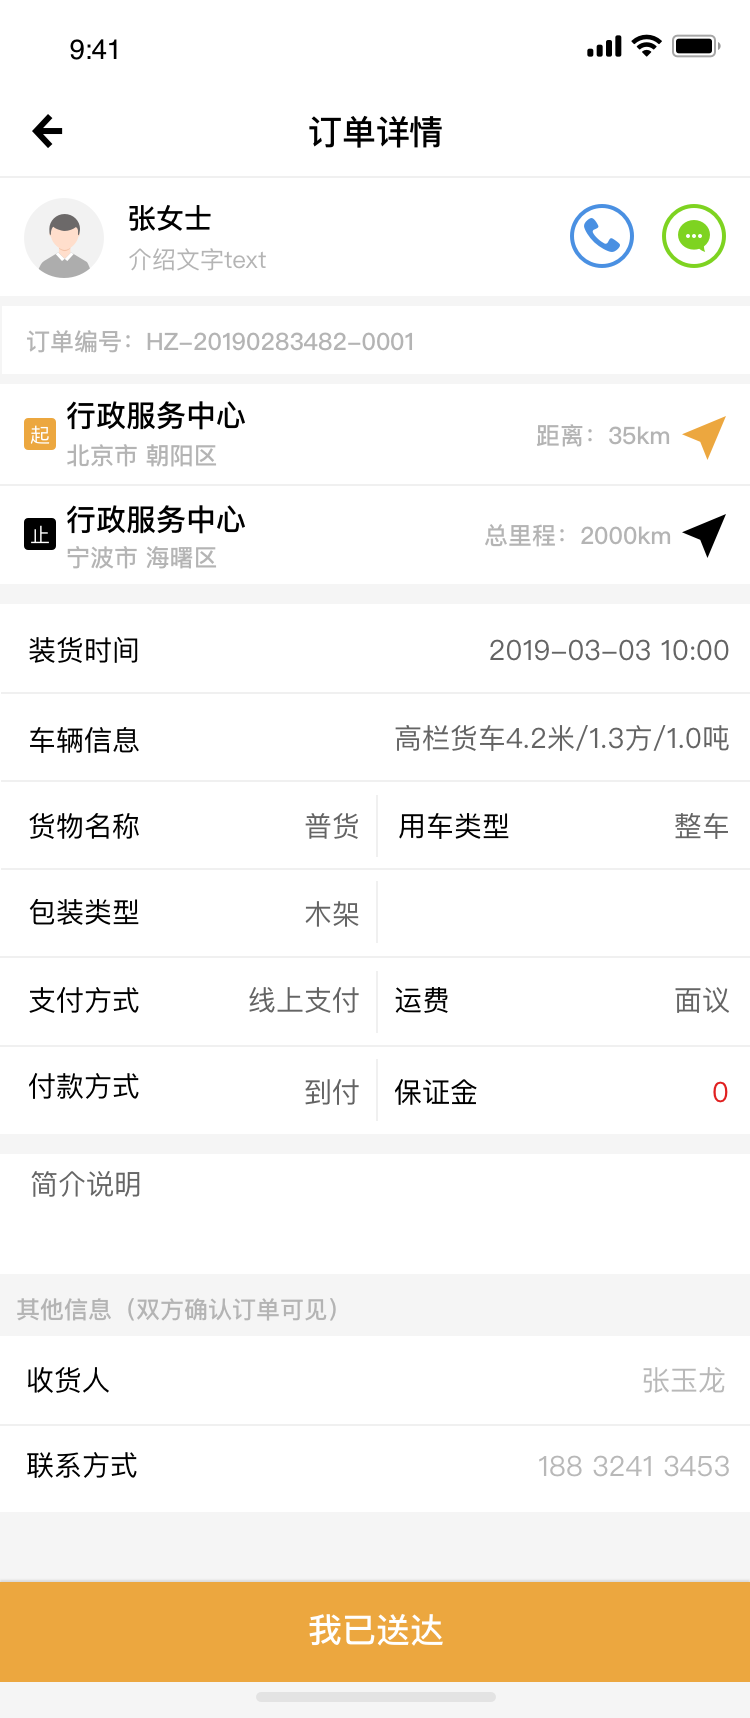 9:41
订单详情
张女士
介绍文字text
订单编号：HZ-20190283482-0001
起
行政服务中心
北京市 朝阳区
距离：35km
止
行政服务中心
宁波市 海曙区
总里程：2000km
装货时间 2019-03-03 10:00
车辆信息 高栏货车4.2米/1.3方/1.0吨
货物名称 普货 用车类型 整车
包装类型 木架
支付方式 线上支付 运费 面议
付款方式 到付 保证金 0
简介说明
其他信息（双方确认订单可见）
收货人 张玉龙
联系方式 188 3241 3453
我已送达